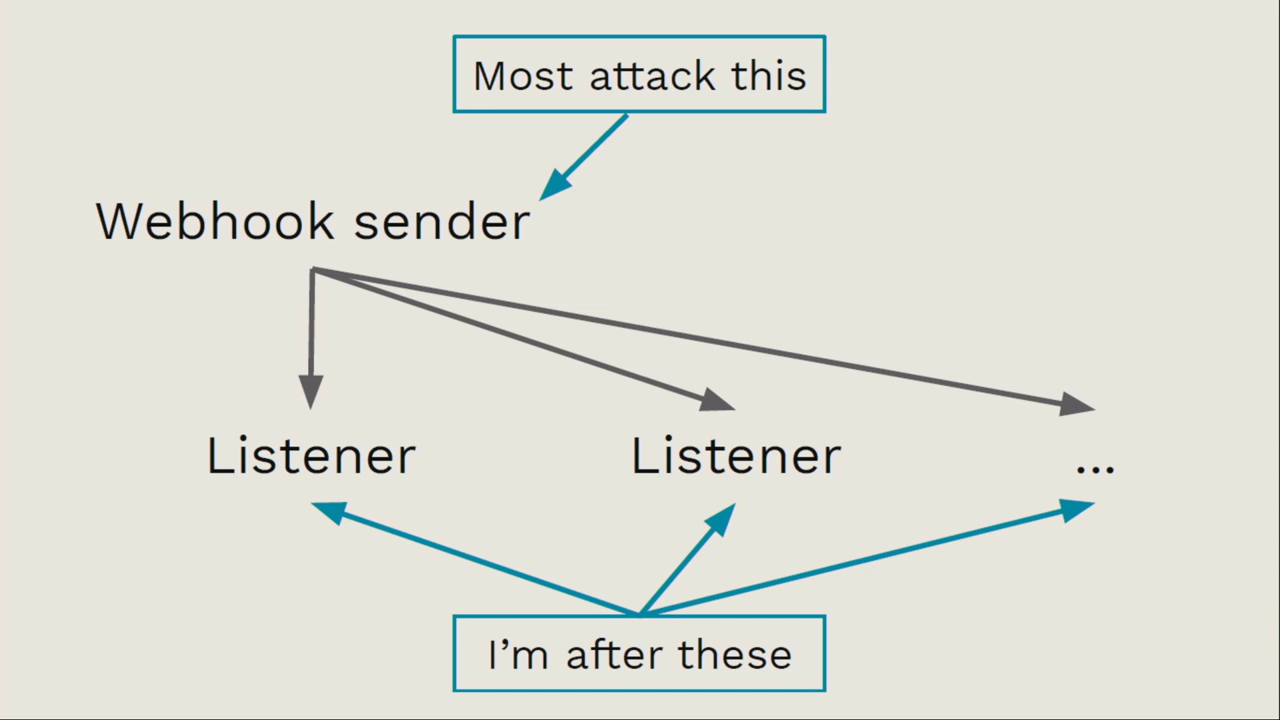 Most attack this
Webhook sender
Listener
Listener
...
I’m after these